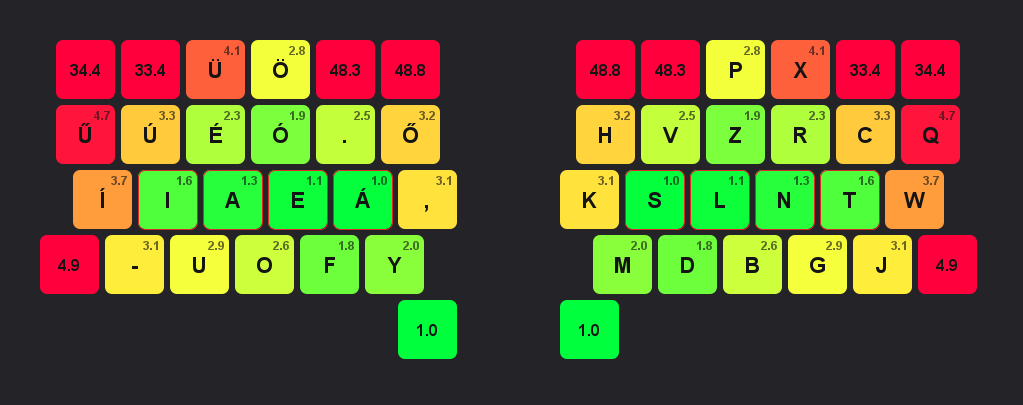 4.1 2.8 2.8 4.1
34.4 33.4 Ü Ö 48.3 48.8 48.8 48.3 P X 33.4 34.4
4.7 3.3 2.3 1.9 2.5 3.2 3.2 2.5 1.9 2.3 3.3 4.7
Ű Ú É Ó . Ő H V Z R C Q
3.7 1.6 1.3 1.1 1.0 3.1 3.1 1.0 1.1 1.3 1.6 3.7
Í I A E Á , K S L N T W
3.1 2.9 2.6 1.8 2.0 2.0 1.8 2.6 2.9 3.1
4.9 - U O F Y M D B G J 4.9
1.0 1.0